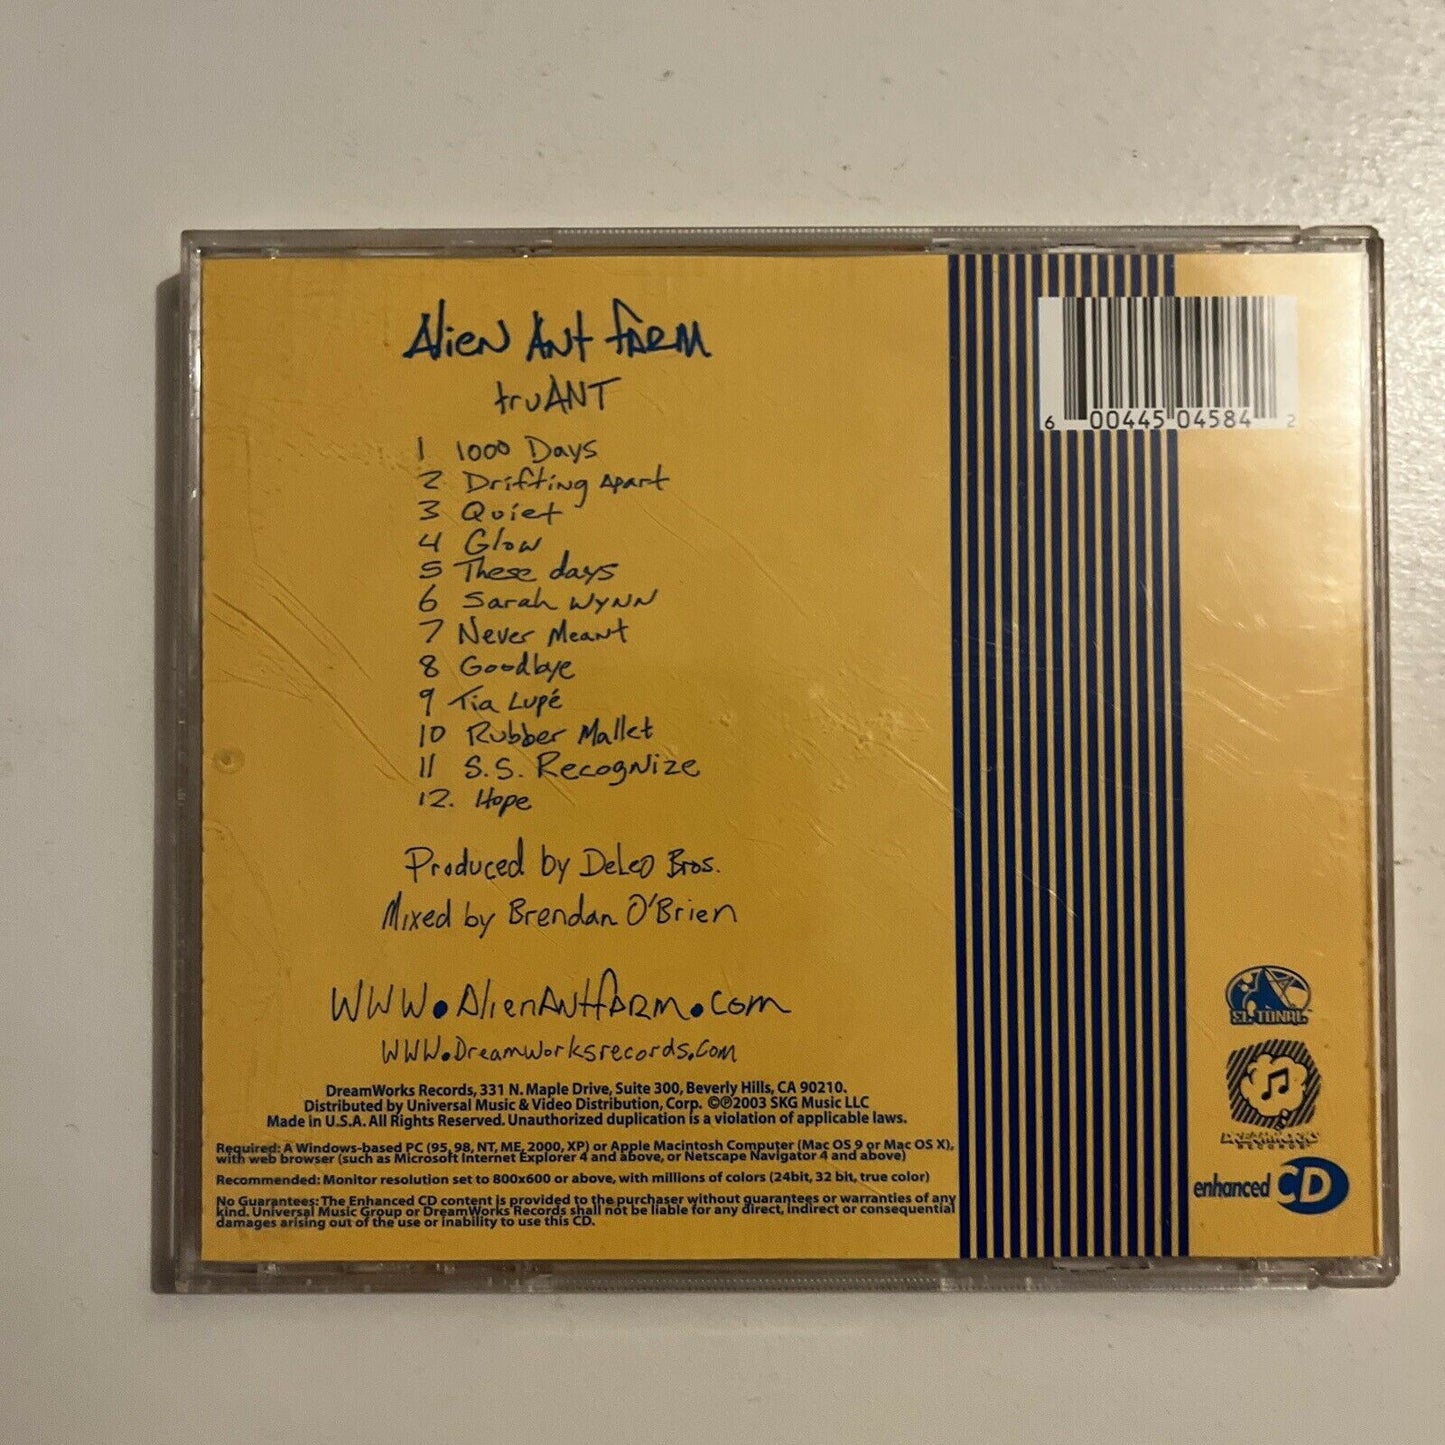 Alien Ant Farm
truANT
1 1000 Days
2 Drifting Apart
3 Quiet
4 Glow
5 These days
6 Sarah Wynn
7 Never Meant
8 Goodbye
9 Tia Lupé
10 Rubber Mallet
11 S.S. Recognize
12. Hope
Produced by DeLeo Bros.
Mixed by Brendan O'Brien
WWW.AlienAntFarm.com
WWW.Dreamworksrecords.com
DreamWorks Records, 331 N. Maple Drive, Suite 300, Beverly Hills, CA 90210.
Distributed by Universal Music & Video Distribution, Corp. ©℗2003 SKG Music LLC
Made in U.S.A. All Rights Reserved. Unauthorized duplication is a violation of applicable laws.
Required: A Windows-based PC (95, 98, NT, ME, 2000, XP) or Apple Macintosh Computer (Mac OS 9 or Mac OS X),
with web browser (such as Microsoft Internet Explorer 4 and above, or Netscape Navigator 4 and above)
Recommended: Monitor resolution set to 800x600 or above, with millions of colors (24bit, 32 bit, true color)
No Guarantees: The Enhanced CD content is provided to the purchaser without guarantees or warranties of any
kind. Universal Music Group or DreamWorks Records shall not be liable for any direct, indirect or consequential
damages arising out of the use or inability to use this CD.
6 00445 04584 2
EL TONAL
DREAMWORKS
RECORDS
enhanced CD